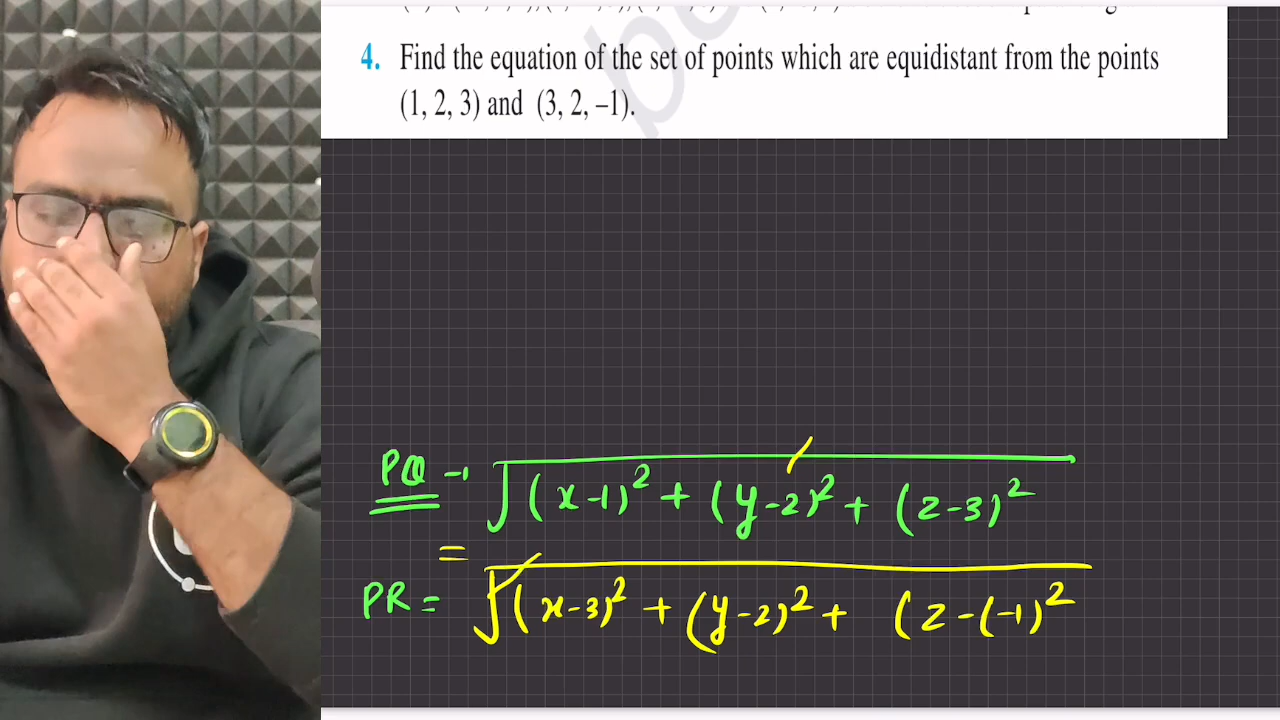 4. Find the equation of the set of points which are equidistant from the points
(1, 2, 3) and (3, 2, –1).
PQ → √(x-1)² + (y-2)² + (z-3)²
=
PR = √(x-3)² + (y-2)² + (z-(-1)²